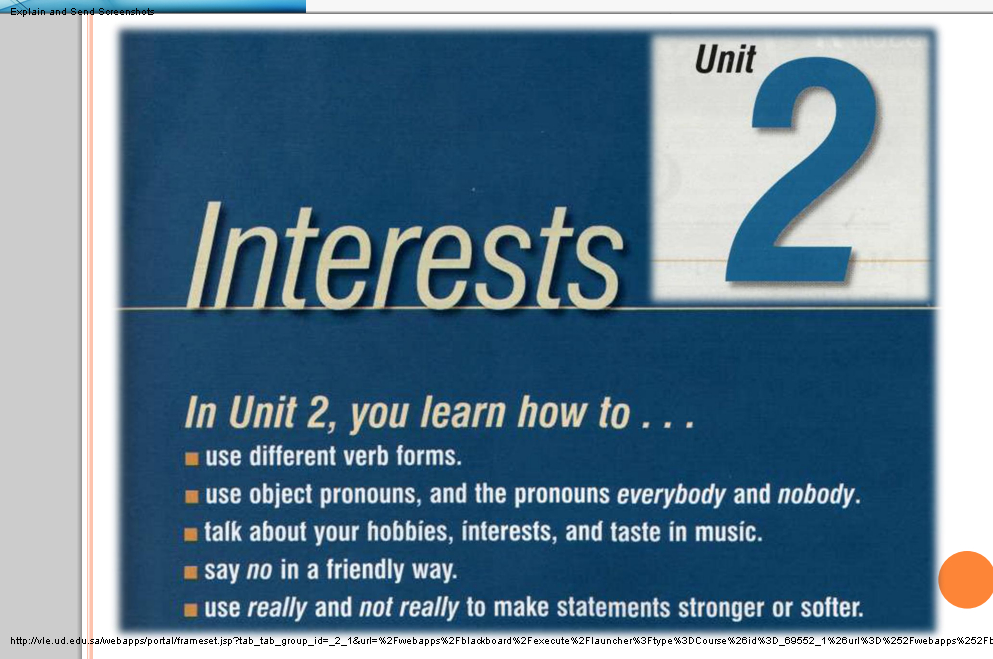 Explain and Send Screenshots
Unit
2
Interests
In Unit 2, you learn how to . . .
■ use different verb forms.
■ use object pronouns, and the pronouns everybody and nobody.
■ talk about your hobbies, interests, and taste in music.
■ say no in a friendly way.
■ use really and not really to make statements stronger or softer.
http://vle.ud.edu.sa/webapps/portal/frameset.jsp?tab_tab_group_id=_2_1&url=%2Fwebapps%2Fblackboard%2Fexecute%2Flauncher%3Ftype%3DCourse%26id%3D_69552_1%26url%3D%252Fwebapps%252Fb